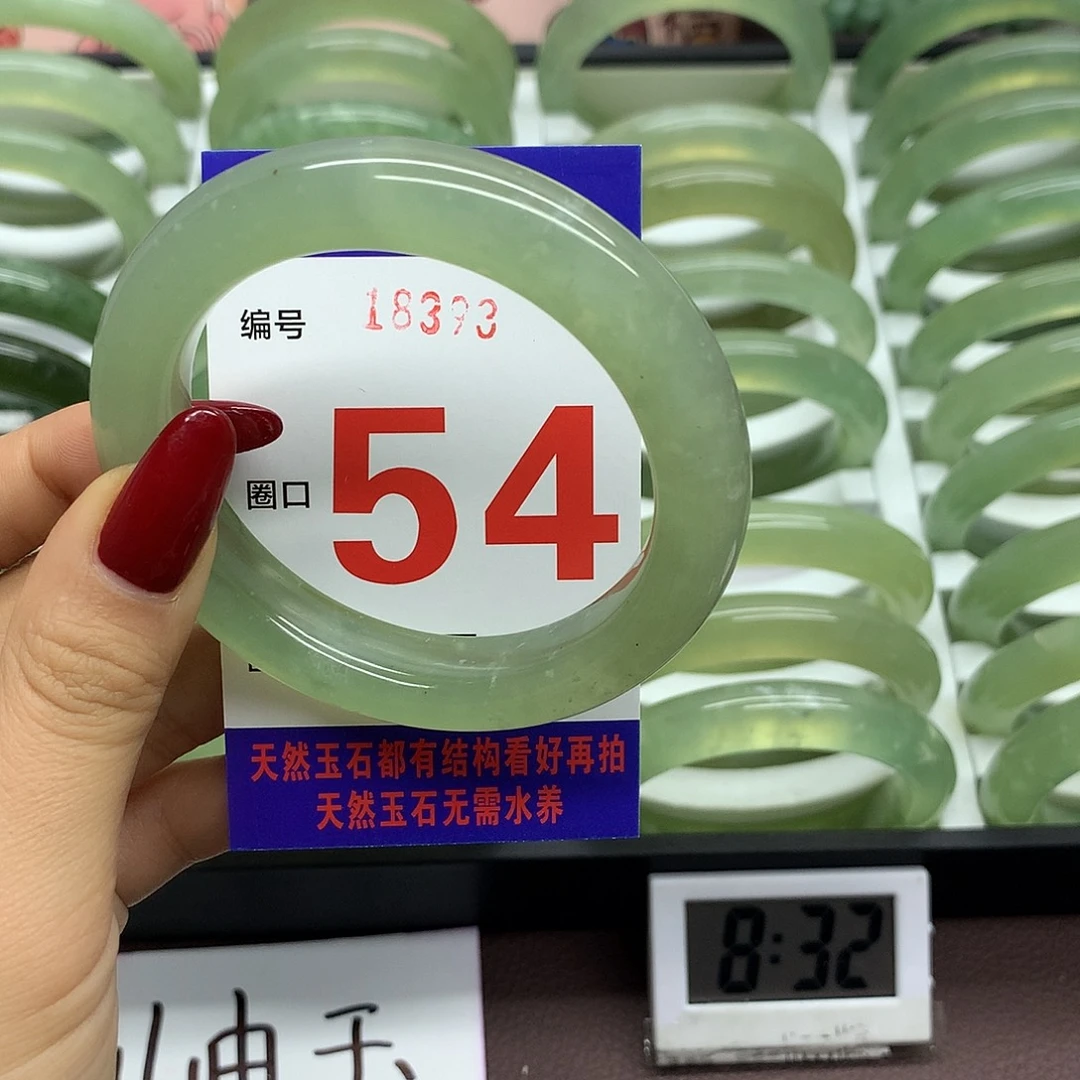 编号 18393
圈口 54
天然玉石都有结构看好再拍
天然玉石无需水养
8:32